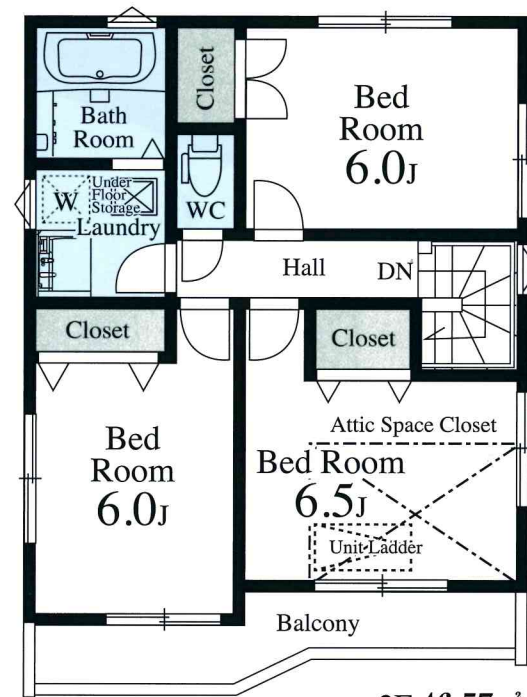 Bath
Room
Closet
Bed
Room
6.0J
W
Under
Floor
Storage
Laundry
WC
Hall
DN
Closet
Closet
Bed
Room
6.0J
Attic Space Closet
Bed Room
6.5J
Unit Ladder
Balcony